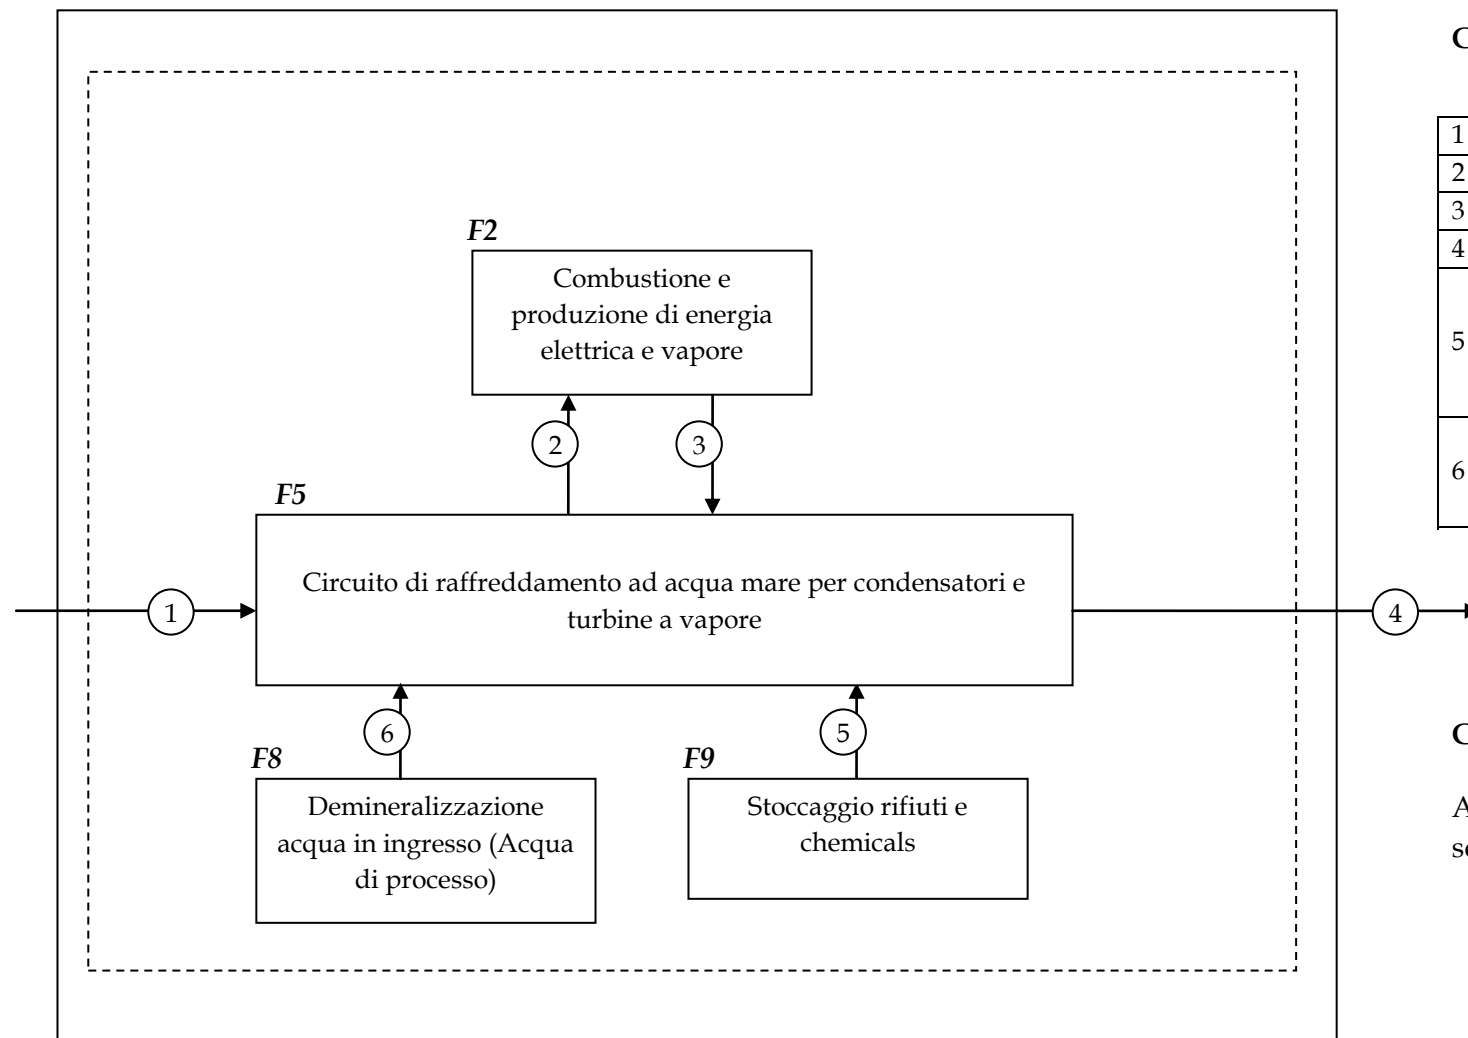 C
1
2
3
4
5
6
F2
Combustione e
produzione di energia
elettrica e vapore
2
3
F5
Circuito di raffreddamento ad acqua mare per condensatori e
turbine a vapore
1
4
6
5
F8
Demineralizzazione
acqua in ingresso (Acqua
di processo)
F9
Stoccaggio rifiuti e
chemicals
C
A